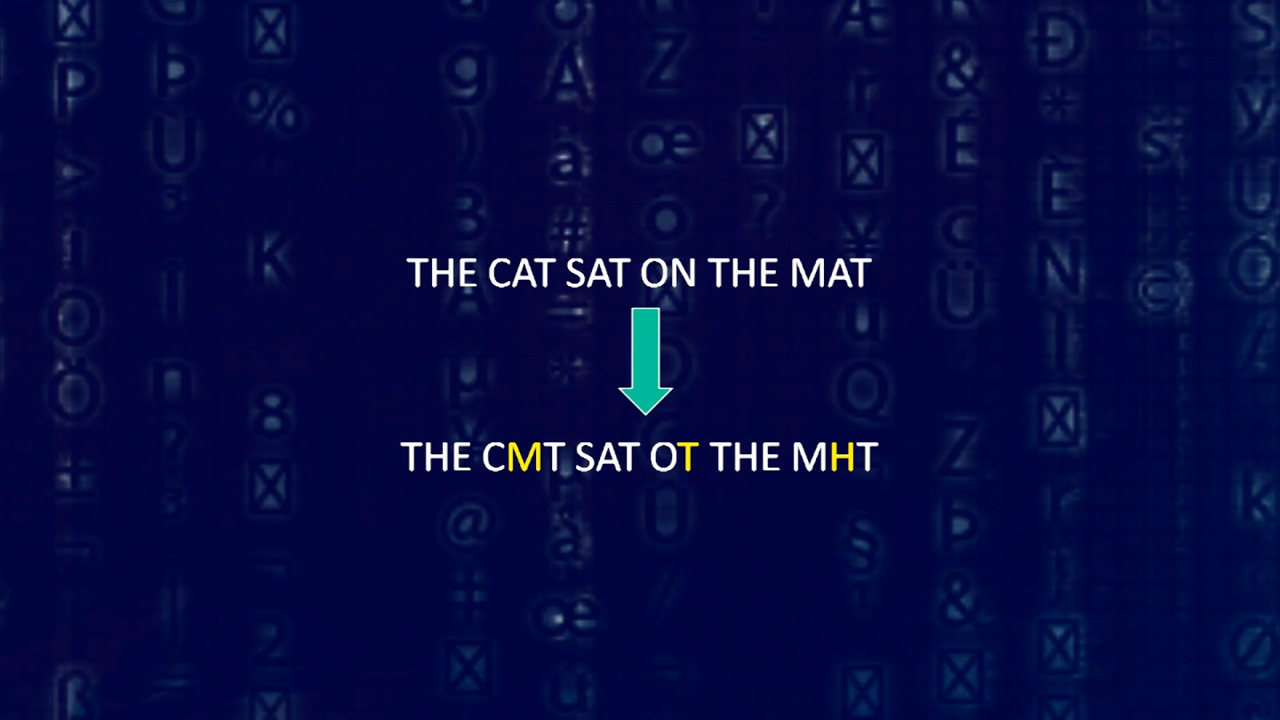 THE CAT SAT ON THE MAT
THE CMT SAT OT THE MHT